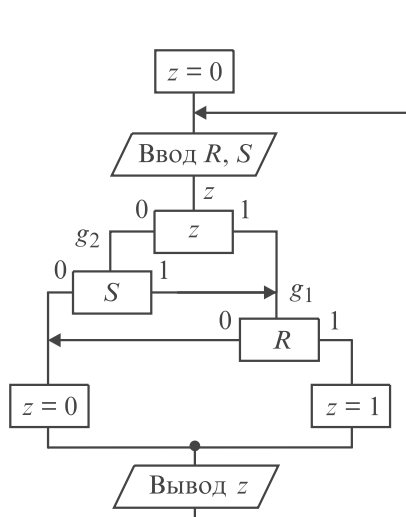 z = 0
Ввод R, S
z
0 z 1
g₂
0 S 1
g₁
0 R 1
z = 0
z = 1
Вывод z